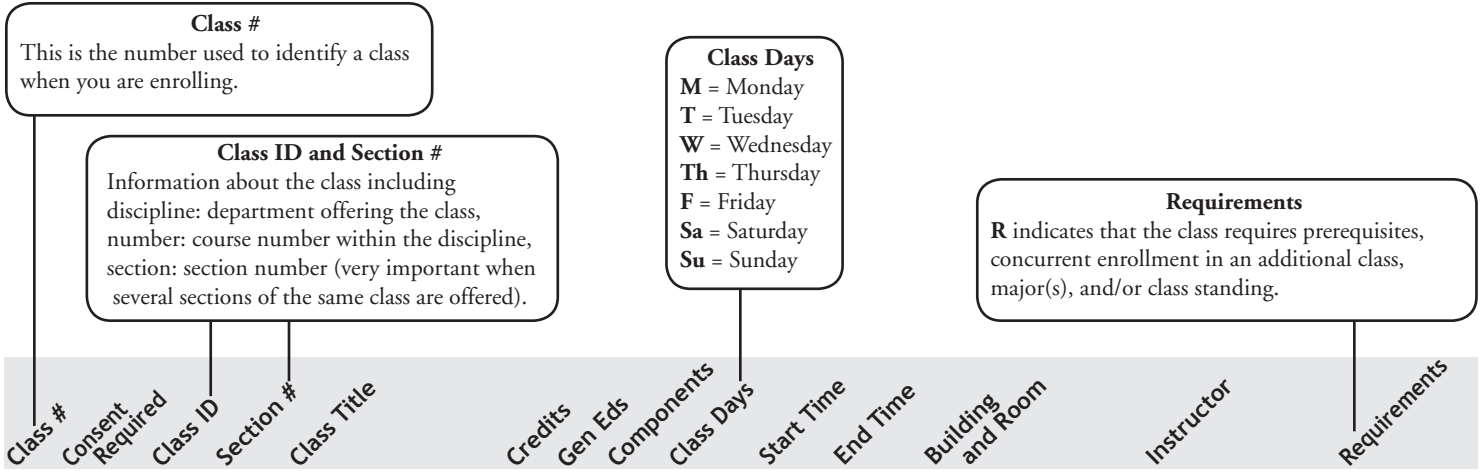 Class #
This is the number used to identify a class
when you are enrolling.
Class ID and Section #
Information about the class including
discipline: department offering the class,
number: course number within the discipline,
section: section number (very important when
several sections of the same class are offered).
Class Days
M = Monday
T = Tuesday
W = Wednesday
Th = Thursday
F = Friday
Sa = Saturday
Su = Sunday
Requirements
R indicates that the class requires prerequisites,
concurrent enrollment in an additional class,
major(s), and/or class standing.
Class #
Consent
Required
Class ID
Section #
Class Title
Credits
Gen Eds
Components
Class Days
Start Time
End Time
Building
and Room
Instructor
Requirements